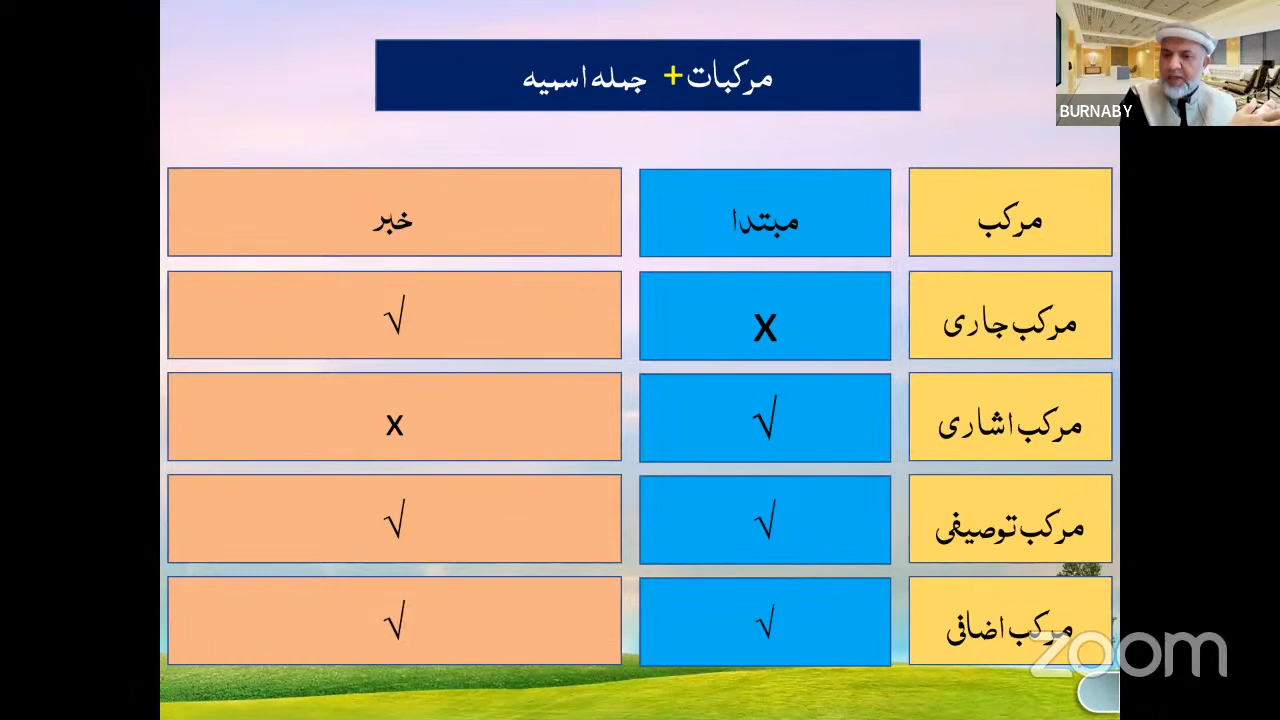 مرکبات + جملہ اسمیہ
BURNABY
مرکب مبتدا خبر
مرکب جاری x √
مرکب اشاری √ x
مرکب توصیفی √ √
مرکب اضافی √ √
zoom